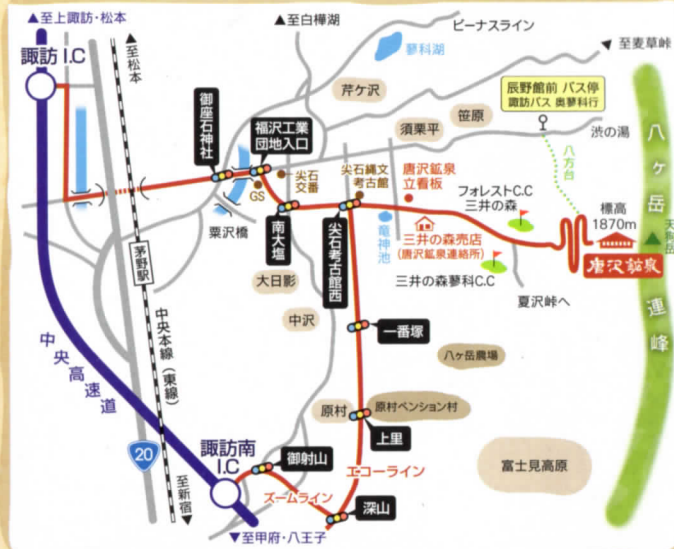 ▲至上諏訪・松本
諏訪 I.C
▲至松本
▲至白樺湖
ビーナスライン
蓼科湖
◀至麦草峠
辰野館前 バス停
諏訪バス 奥蓼科行
芹ケ沢
笹原
須栗平
渋の湯
八方台
御座石神社
福沢工業
団地入口
GS
尖石
交番
尖石縄文
考古館
唐沢鉱泉
立看板
フォレストC.C
三井の森
標高
1870m
唐沢鉱泉
八ヶ岳連峰
天狗岳
粟沢橋
南大塩
尖石考古館西
竜神池
三井の森売店
(唐沢鉱泉連絡所)
三井の森蓼科C.C
夏沢峠へ
茅野駅
大日影
中沢
一番塚
八ヶ岳農場
中央本線(東線)
中央高速道
原村
原村ペンション村
上里
20
諏訪南
I.C
御射山
エコーライン
ズームライン
深山
富士見高原
至新宿▼
▼至甲府・八王子